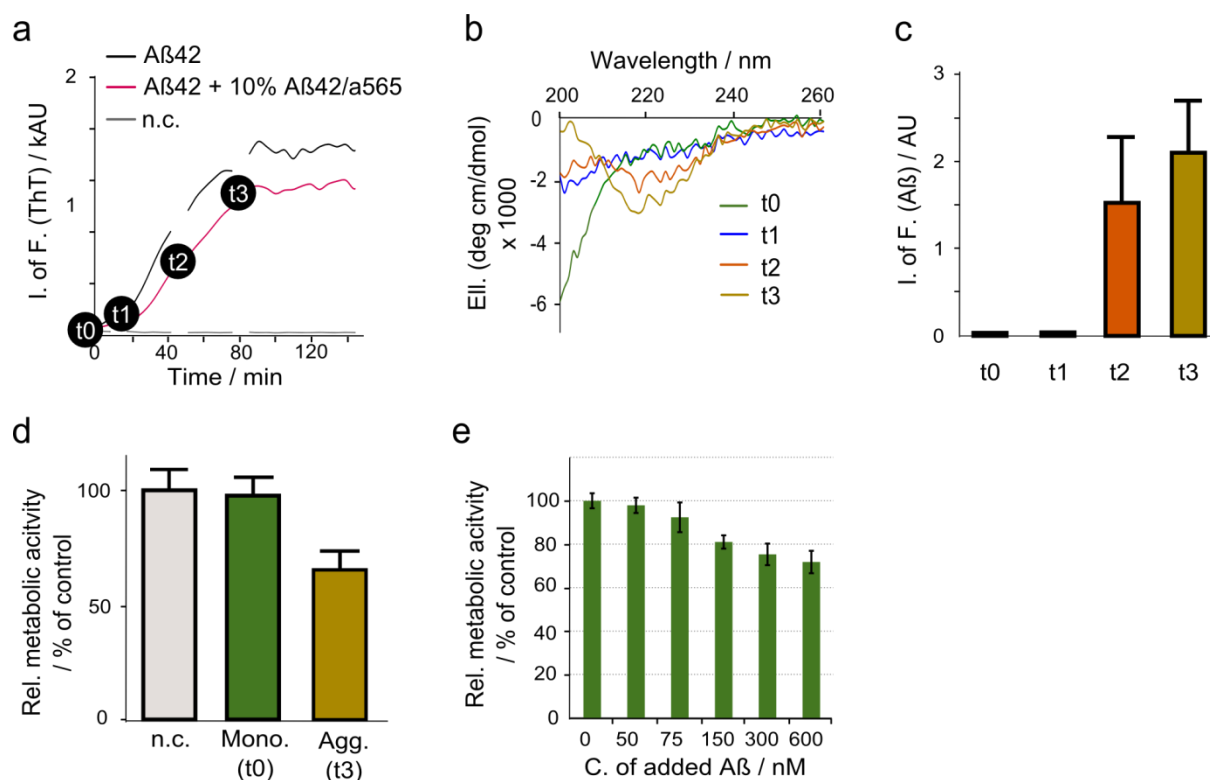 a
Aß42
Aß42 + 10% Aß42/a565
n.c.
2
1
0
I. of F. (ThT) / kAU
t0
t1
t2
t3
0 40 80 120
Time / min
b
Wavelength / nm
200 220 240 260
0
-2
-4
-6
Ell. (deg cm/dmol)
x 1000
t0
t1
t2
t3
c
I. of F. (Aß) / AU
3
2
1
0
t0 t1 t2 t3
d
Rel. metabolic acitvity
/ % of control
100
50
0
n.c. Mono. Agg.
(t0) (t3)
e
Rel. metabolic acitvity
/ % of control
100
80
60
40
20
0
0 50 75 150 300 600
C. of added Aß / nM